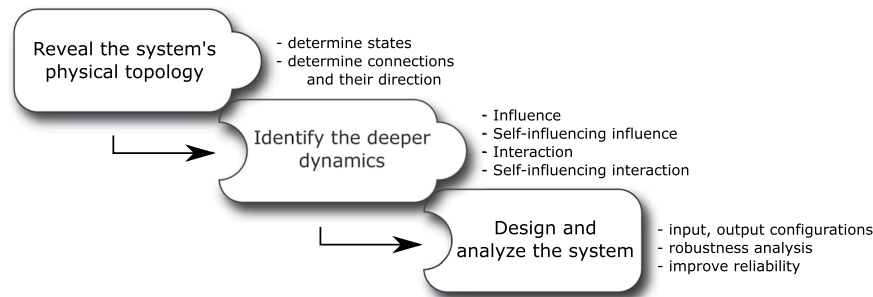 Reveal the system's
physical topology
- determine states
- determine connections
and their direction
Identify the deeper
dynamics
- Influence
- Self-influencing influence
- Interaction
- Self-influencing interaction
Design and
analyze the system
- input, output configurations
- robustness analysis
- improve reliability